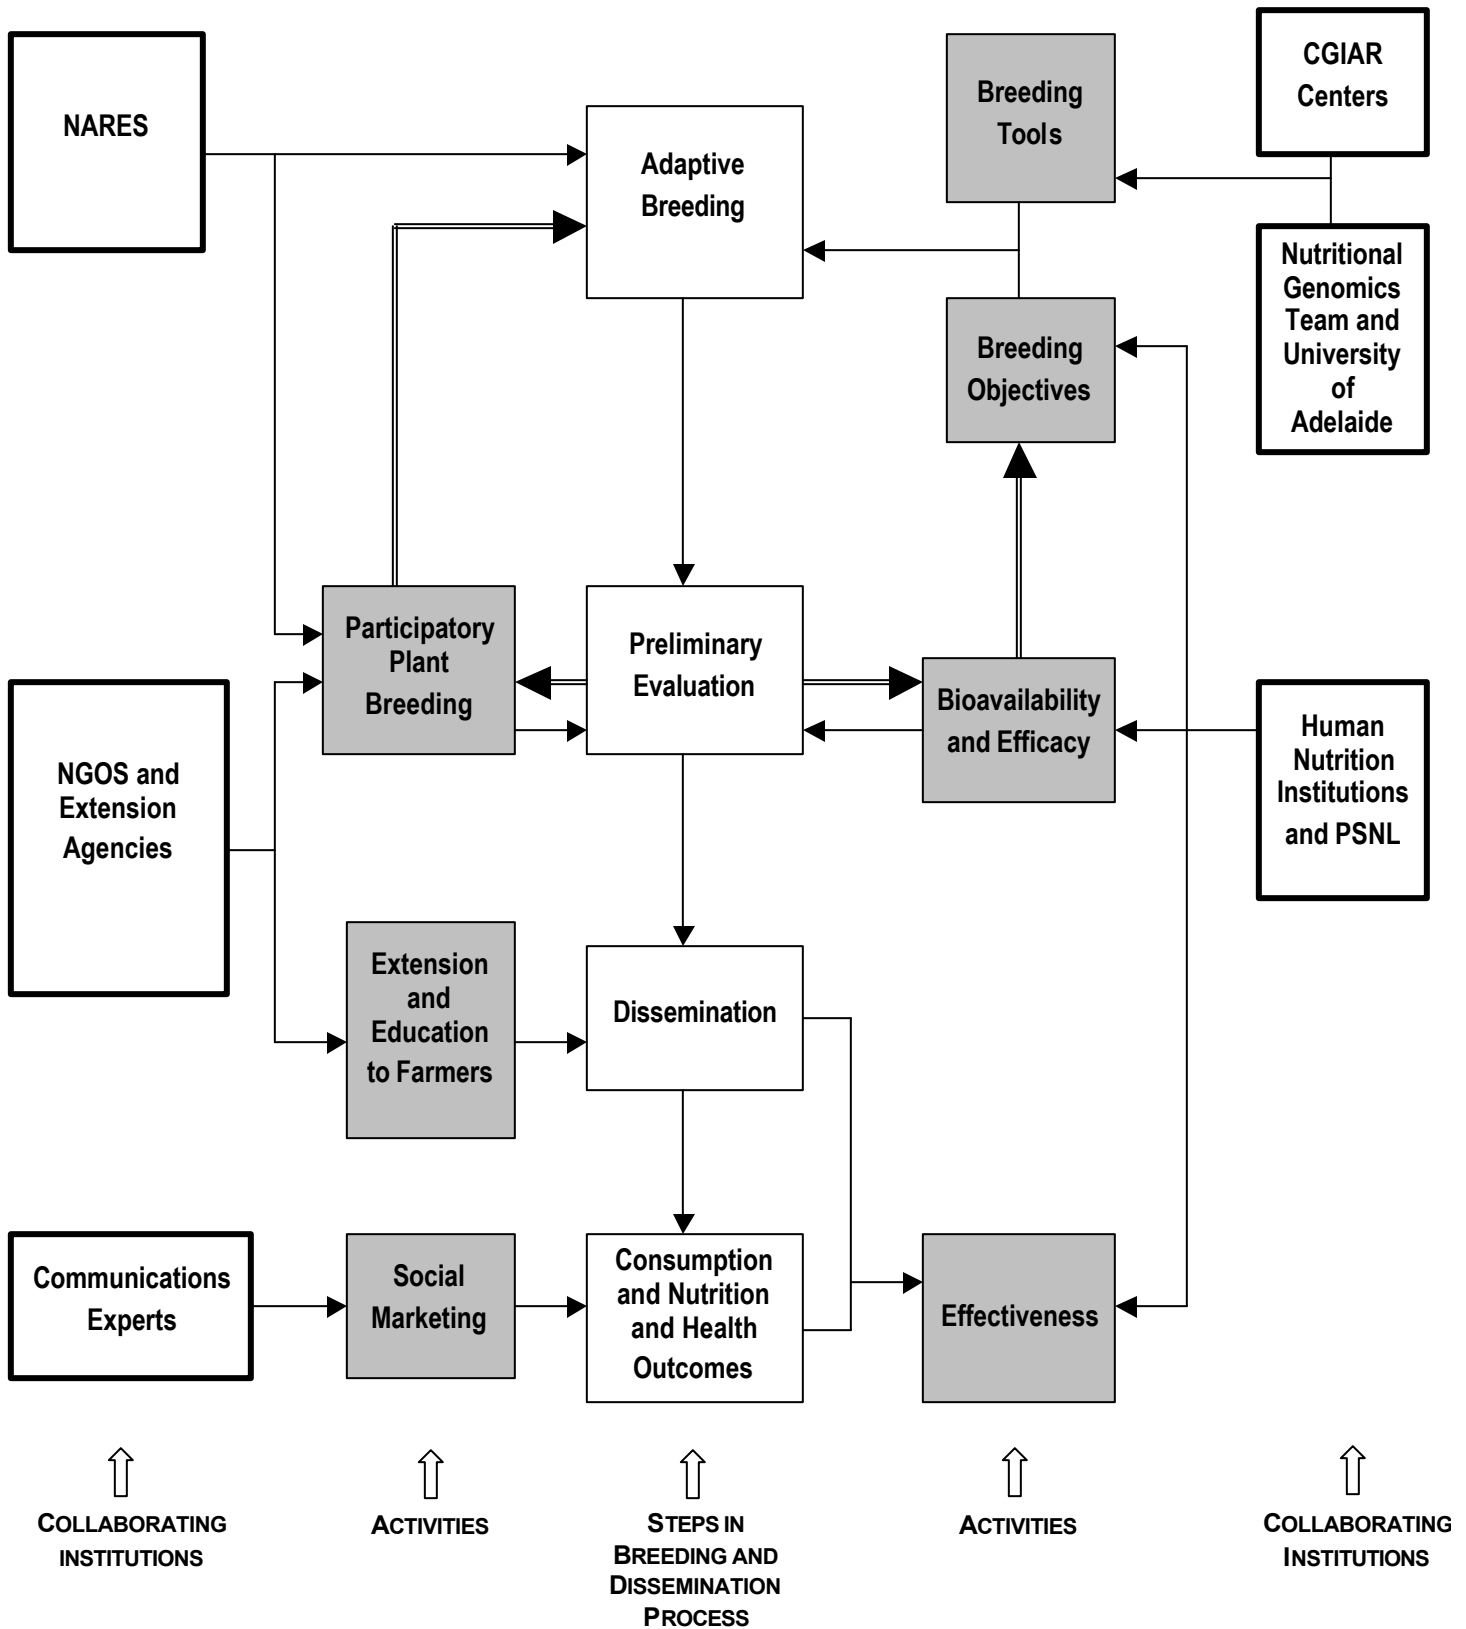 NARES
Adaptive
Breeding
Breeding
Tools
CGIAR
Centers
Nutritional
Genomics
Team and
University
of
Adelaide
Breeding
Objectives
Participatory
Plant
Breeding
Preliminary
Evaluation
Bioavailability
and Efficacy
Human
Nutrition
Institutions
and PSNL
NGOS and
Extension
Agencies
Extension
and
Education
to Farmers
Dissemination
Communications
Experts
Social
Marketing
Consumption
and Nutrition
and Health
Outcomes
Effectiveness
COLLABORATING
INSTITUTIONS
ACTIVITIES
STEPS IN
BREEDING AND
DISSEMINATION
PROCESS
ACTIVITIES
COLLABORATING
INSTITUTIONS